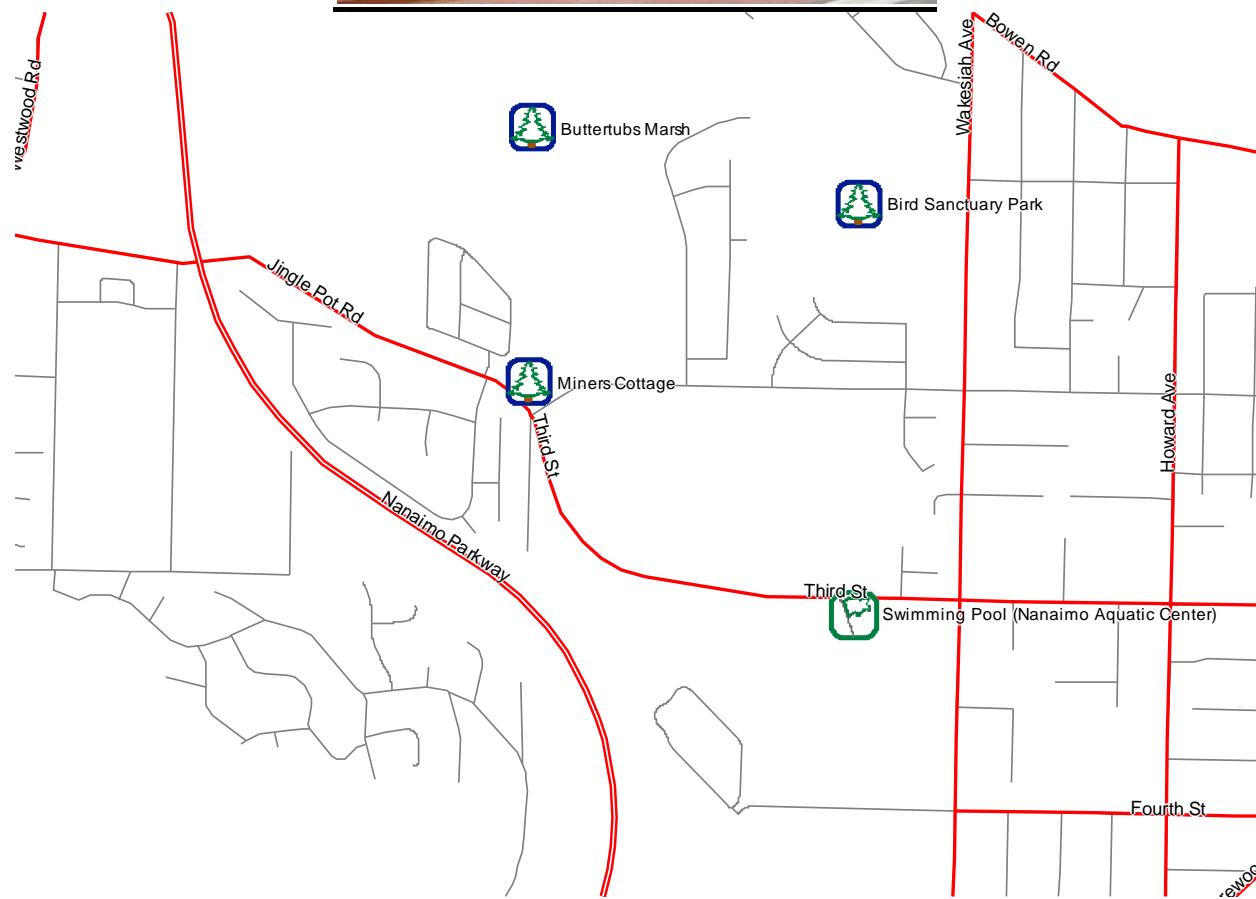 Bowen Rd
Wakesiah Ave
Westwood Rd
Buttertubs Marsh
Bird Sanctuary Park
Jingle Pot Rd
Miners Cottage
Howard Ave
Third St
Nanaimo Parkway
Third St
Swimming Pool (Nanaimo Aquatic Center)
Fourth St